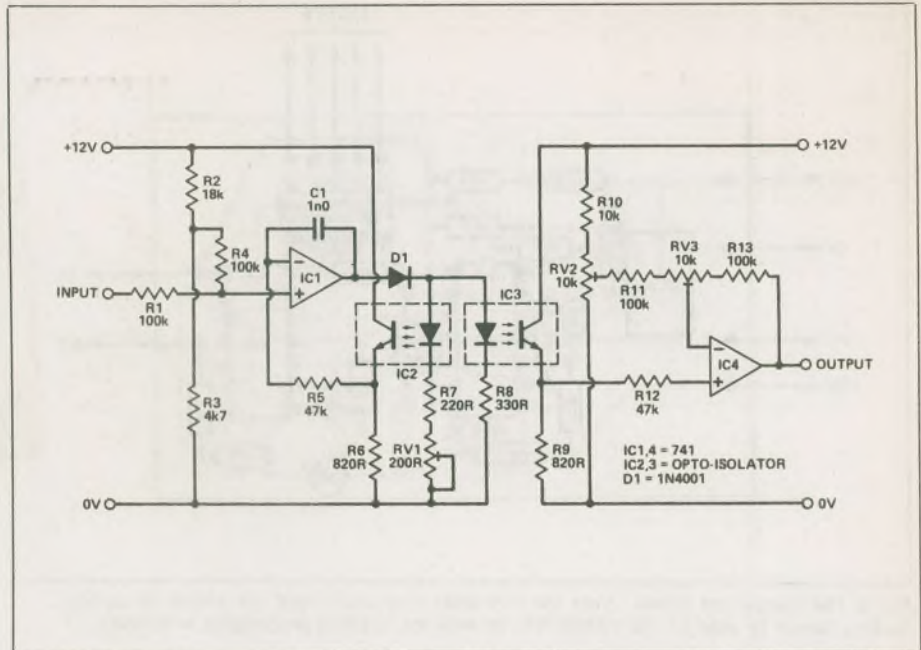 +12V
R2
18k
C1
1n0
R4
100k
INPUT
R1
100k
−
+
IC1
D1
IC3
IC2
R3
4k7
R5
47k
R6
820R
R7
220R
RV1
200R
R8
330R
0V
+12V
R10
10k
RV2
10k
R11
100k
RV3
10k
R13
100k
−
+
IC4
OUTPUT
R12
47k
R9
820R
IC1,4 = 741
IC2,3 = OPTO-ISOLATOR
D1 = 1N4001
0V